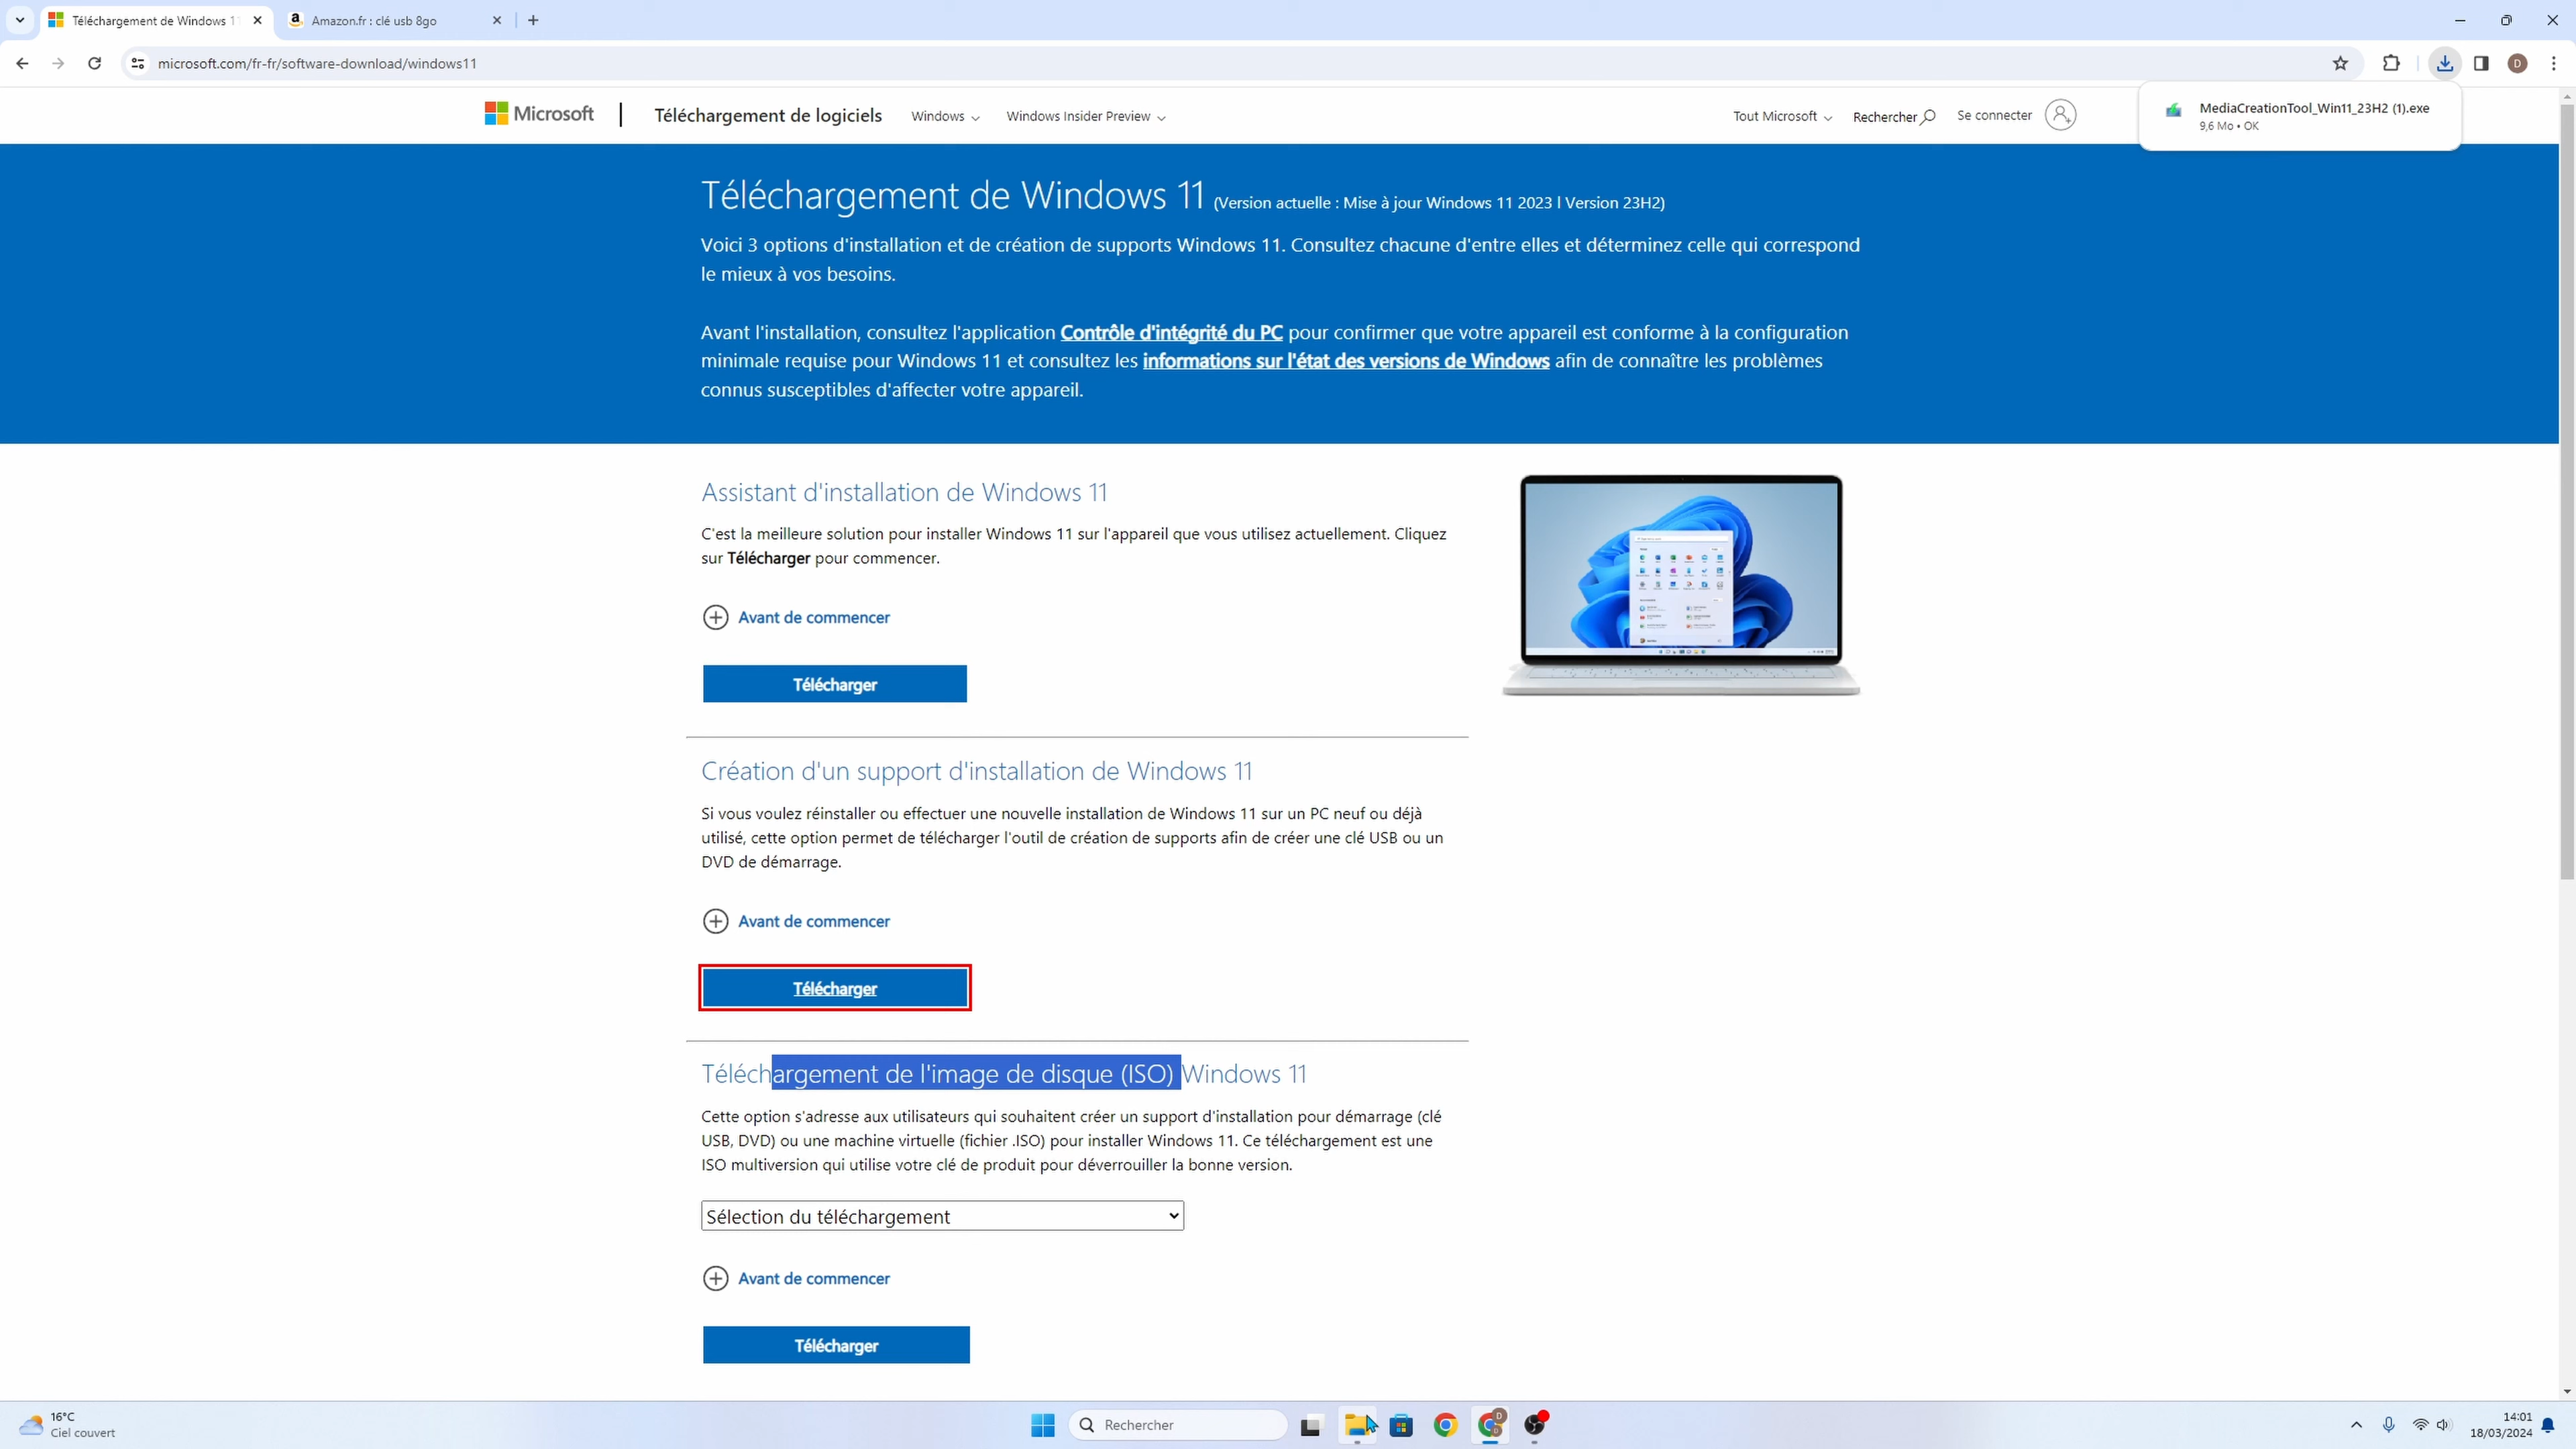 Téléchargement de Windows 11
Amazon.fr : clé usb 8go
microsoft.com/fr-fr/software-download/windows11
Microsoft
Téléchargement de logiciels
Windows
Windows Insider Preview
Tout Microsoft
Rechercher
Se connecter
MediaCreationTool_Win11_23H2 (1).exe
9,6 Mo • OK
Téléchargement de Windows 11 (Version actuelle : Mise à jour Windows 11 2023 l Version 23H2)
Voici 3 options d'installation et de création de supports Windows 11. Consultez chacune d'entre elles et déterminez celle qui correspond
le mieux à vos besoins.
Avant l'installation, consultez l'application Contrôle d'intégrité du PC pour confirmer que votre appareil est conforme à la configuration
minimale requise pour Windows 11 et consultez les informations sur l'état des versions de Windows afin de connaître les problèmes
connus susceptibles d'affecter votre appareil.
Assistant d'installation de Windows 11
C'est la meilleure solution pour installer Windows 11 sur l'appareil que vous utilisez actuellement. Cliquez
sur Télécharger pour commencer.
Avant de commencer
Télécharger
Création d'un support d'installation de Windows 11
Si vous voulez réinstaller ou effectuer une nouvelle installation de Windows 11 sur un PC neuf ou déjà
utilisé, cette option permet de télécharger l'outil de création de supports afin de créer une clé USB ou un
DVD de démarrage.
Avant de commencer
Télécharger
Téléchargement de l'image de disque (ISO) Windows 11
Cette option s'adresse aux utilisateurs qui souhaitent créer un support d'installation pour démarrage (clé
USB, DVD) ou une machine virtuelle (fichier .ISO) pour installer Windows 11. Ce téléchargement est une
ISO multiversion qui utilise votre clé de produit pour déverrouiller la bonne version.
Sélection du téléchargement
Avant de commencer
Télécharger
16°C
Ciel couvert
Rechercher
14:01
18/03/2024